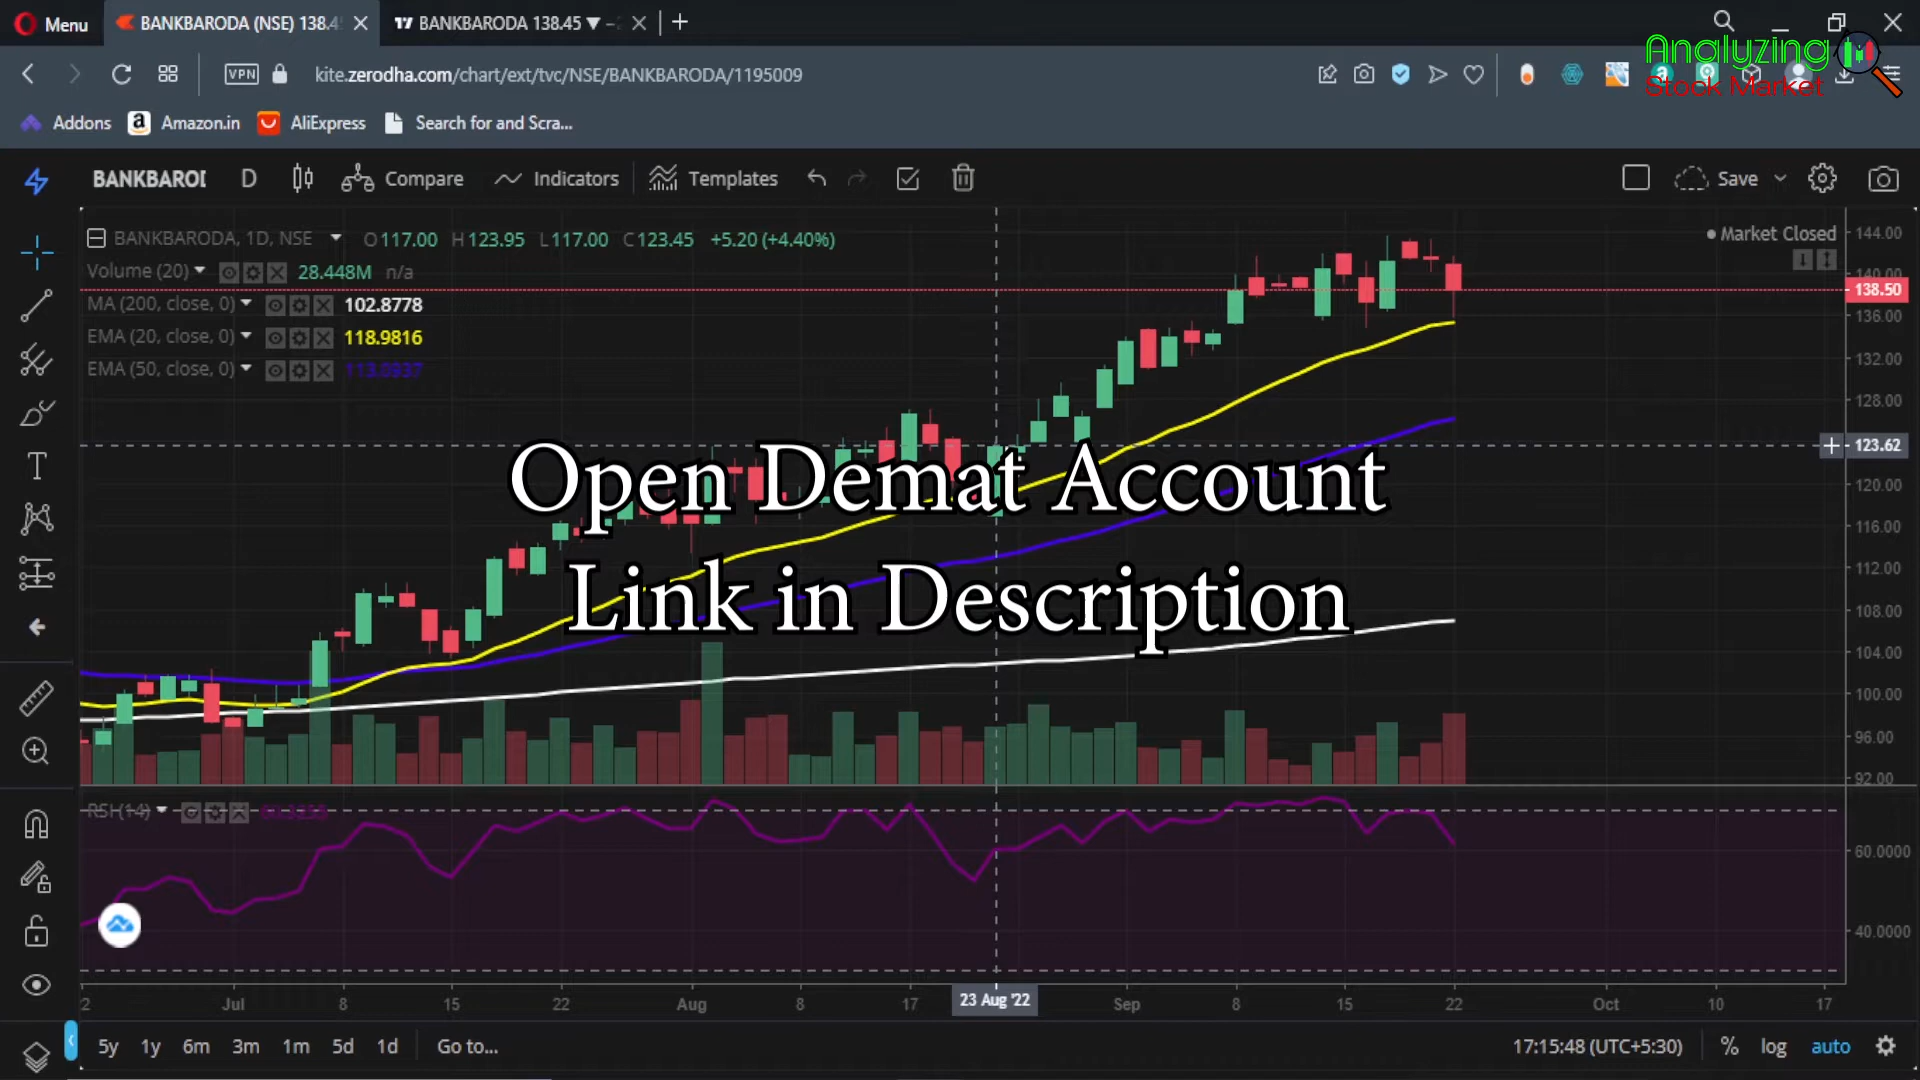 Menu
BANKBARODA (NSE) 138.4
BANKBARODA 138.45 ▼ −
VPN
kite.zerodha.com/chart/ext/tvc/NSE/BANKBARODA/1195009
Analyzing
Stock Market
Addons
Amazon.in
AliExpress
Search for and Scra...
BANKBAROI
D
Compare
Indicators
Templates
Save
BANKBARODA, 1D, NSE
O117.00 H123.95 L117.00 C123.45 +5.20 (+4.40%)
Market Closed
Volume (20)
28.448M n/a
MA (200, close, 0)
102.8778
EMA (20, close, 0)
118.9816
EMA (50, close, 0)
113.0937
144.00
140.00
138.50
136.00
132.00
128.00
123.62
120.00
116.00
112.00
108.00
104.00
100.00
96.00
92.00
Open Demat Account
Link in Description
RSI (14)
60.0000
40.0000
2 Jul 8 15 22 Aug 8 17 23 Aug '22 Sep 8 15 22 Oct 10 17
5y 1y 6m 3m 1m 5d 1d Go to...
17:15:48 (UTC+5:30) % log auto